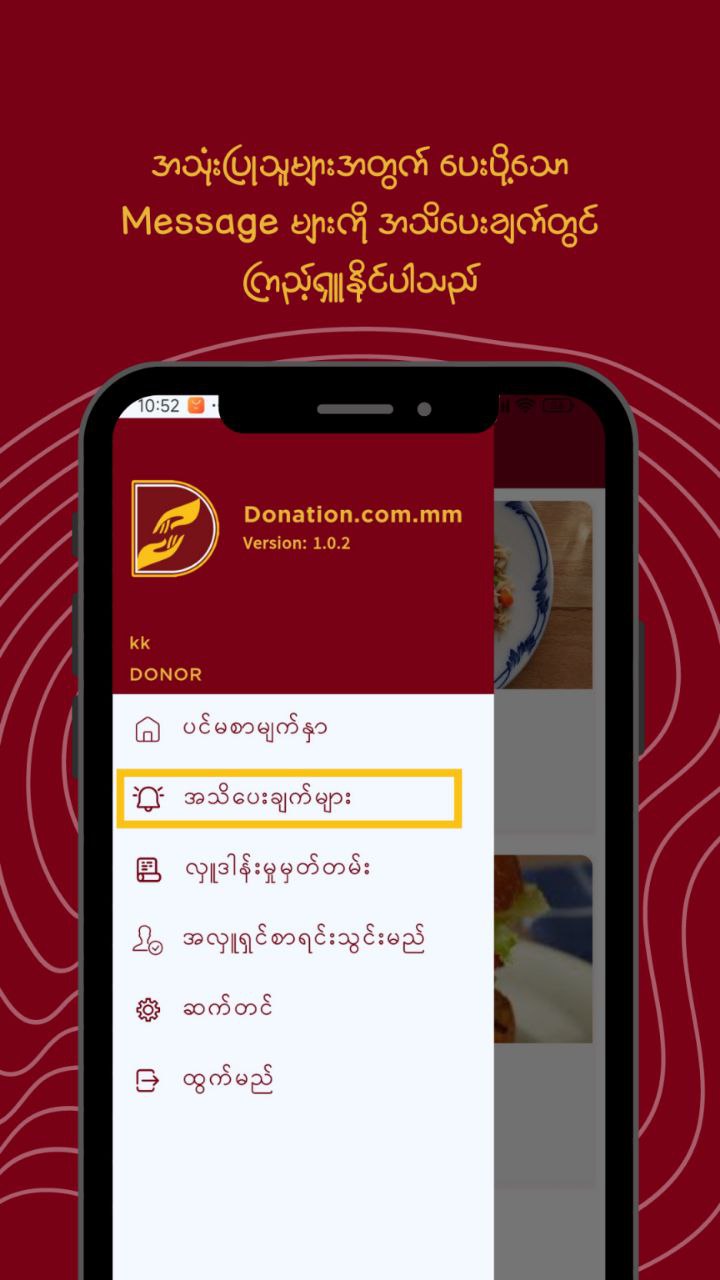 အသုံးပြုသူများအတွက် ပေးပို့သော
Message များကို အသိပေးချက်တွင်
ကြည့်ရှူနိုင်ပါသည်
10:52
Donation.com.mm
Version: 1.0.2
kk
DONOR
ပင်မစာမျက်နှာ
အသိပေးချက်များ
လှူဒါန်းမှုမှတ်တမ်း
အလှူရှင်စာရင်းသွင်းမည်
ဆက်တင်
ထွက်မည်